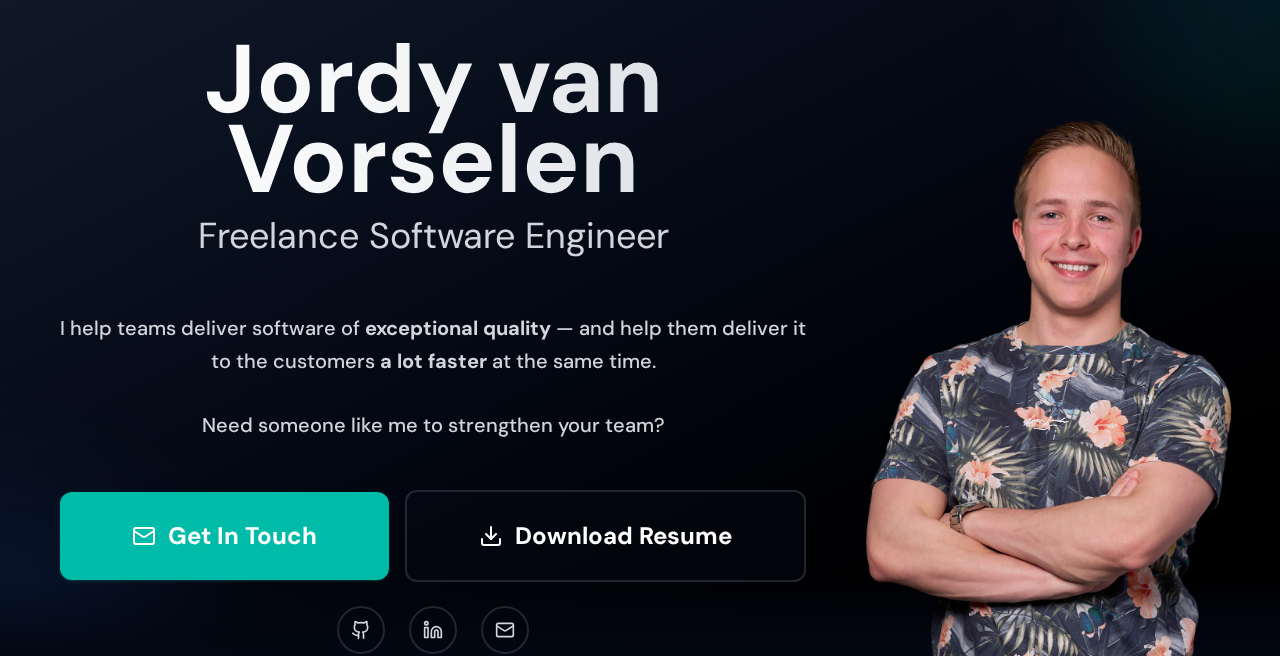 Jordy van
Vorselen
Freelance Software Engineer
I help teams deliver software of exceptional quality — and help them deliver it
to the customers a lot faster at the same time.
Need someone like me to strengthen your team?
Get In Touch
Download Resume